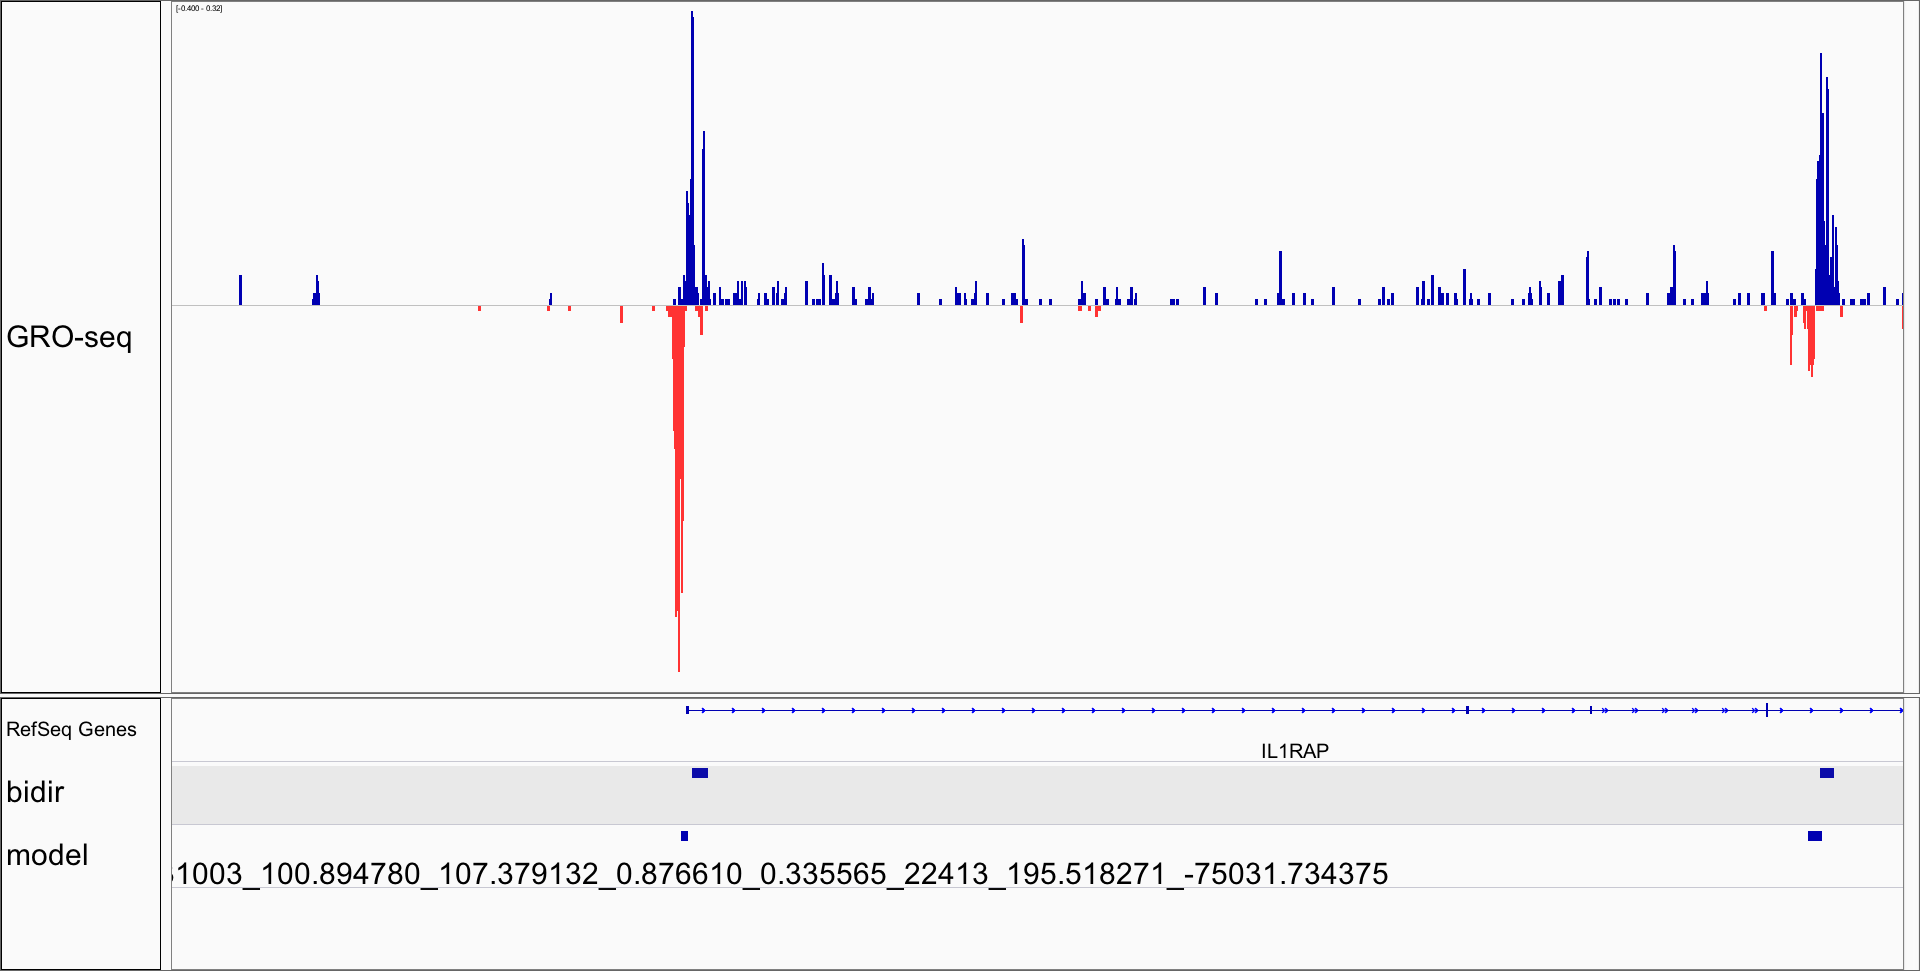 [-0.400 - 0.32]
GRO-seq
RefSeq Genes
IL1RAP
bidir
model
1003_100.894780_107.379132_0.876610_0.335565_22413_195.518271_-75031.734375